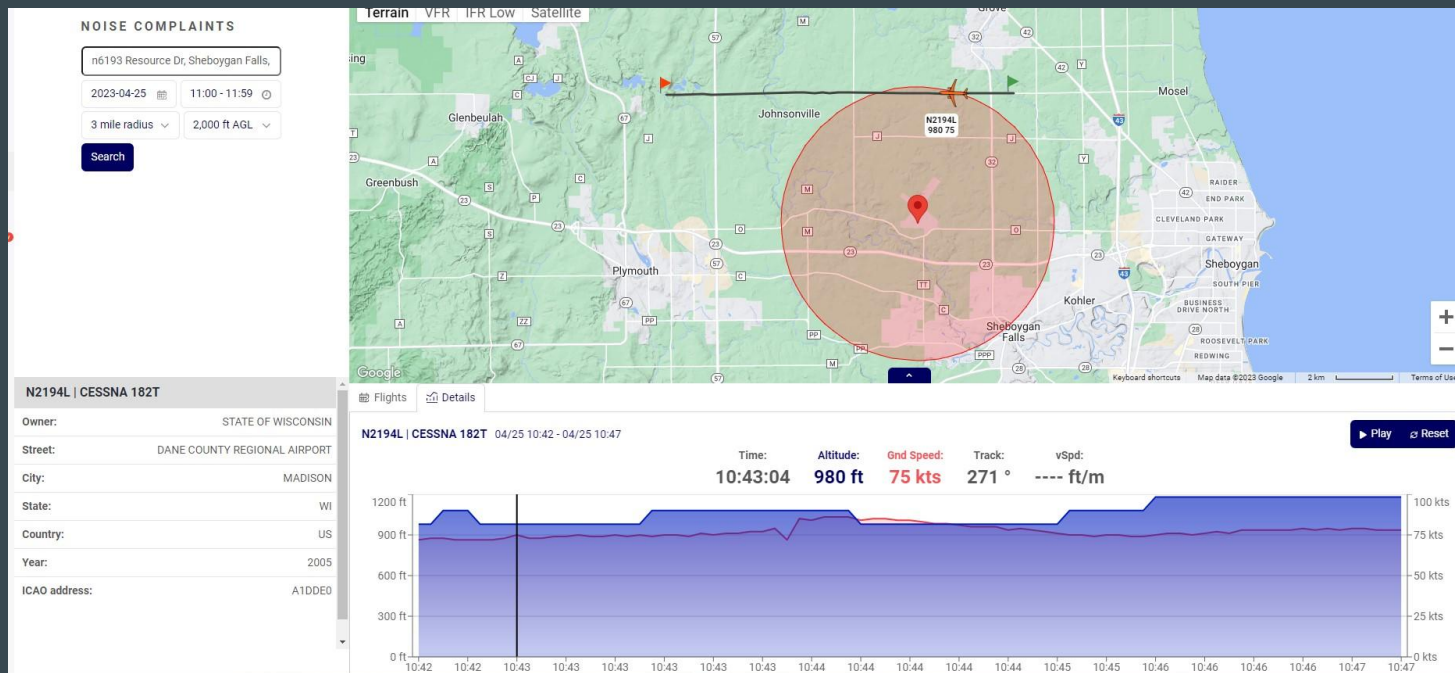 NOISE COMPLAINTS
n6193 Resource Dr, Sheboygan Falls,
2023-04-25
11:00 - 11:59
3 mile radius
2,000 ft AGL
Search
Terrain VFR IFR Low Satellite
Grove
Mosel
Glenbeulah
Johnsonville
N2194L
980 75
Greenbush
RAIDER
END PARK
CLEVELAND PARK
GATEWAY
Plymouth
Sheboygan
SOUTH PIER
Kohler
BUSINESS
DRIVE NORTH
Sheboygan
Falls
ROOSEVELT PARK
REDWING
Google
Keyboard shortcuts Map data ©2023 Google 2 km Terms of Use
N2194L | CESSNA 182T
Owner: STATE OF WISCONSIN
Street: DANE COUNTY REGIONAL AIRPORT
City: MADISON
State: WI
Country: US
Year: 2005
ICAO address: A1DDE0
Flights Details
N2194L | CESSNA 182T 04/25 10:42 - 04/25 10:47
Play Reset
Time: Altitude: Gnd Speed: Track: vSpd:
10:43:04 980 ft 75 kts 271 ° ---- ft/m
1200 ft 100 kts
900 ft 75 kts
600 ft 50 kts
300 ft 25 kts
0 ft 0 kts
10:42 10:42 10:43 10:43 10:43 10:43 10:43 10:43 10:44 10:44 10:44 10:44 10:44 10:45 10:45 10:46 10:46 10:46 10:46 10:47 10:47